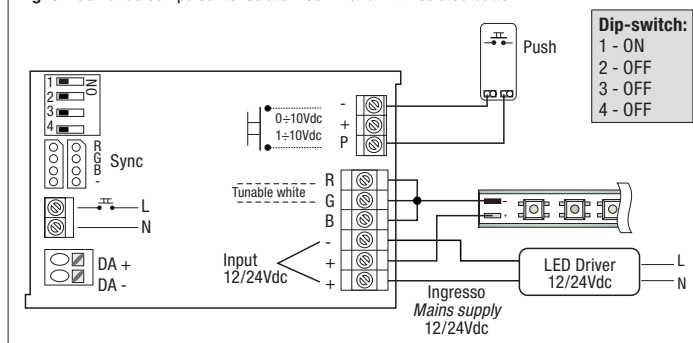 Push
Dip-switch:
1 - ON
2 - OFF
3 - OFF
4 - OFF
1
2
3
4
ON
0÷10Vdc
1÷10Vdc
-
+
P
R
G
B
-
Sync
L
N
DA +
DA -
Tunable white
R
G
B
-
+
+
Input
12/24Vdc
-
+
Ingresso
Mains supply
12/24Vdc
LED Driver
12/24Vdc
L
N